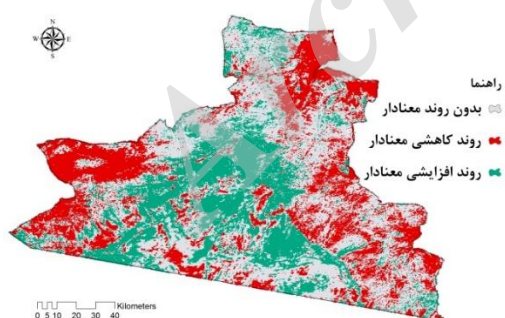 N
W E
S
راهنما
بدون روند معنادار
روند کاهشی معنادار
روند افزایشی معنادار
Kilometers
0 5 10 20 30 40